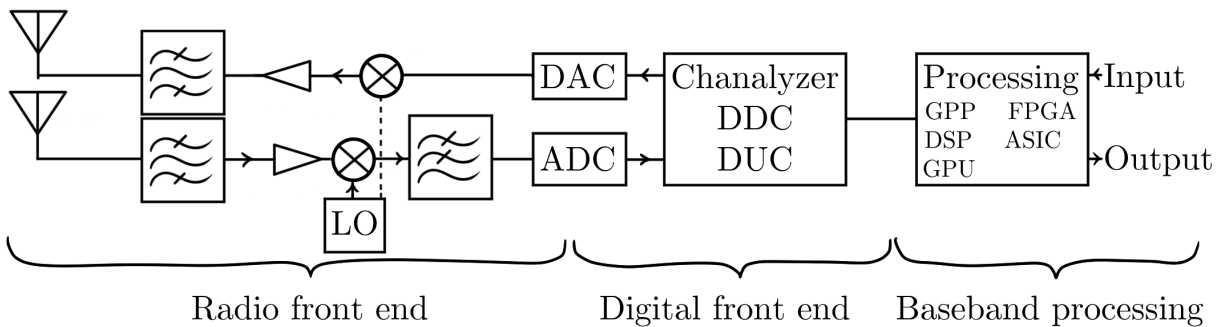 DAC
Chanalyzer
DDC
DUC
ADC
LO
Processing
GPP FPGA
DSP ASIC
GPU
Input
Output
Radio front end
Digital front end
Baseband processing